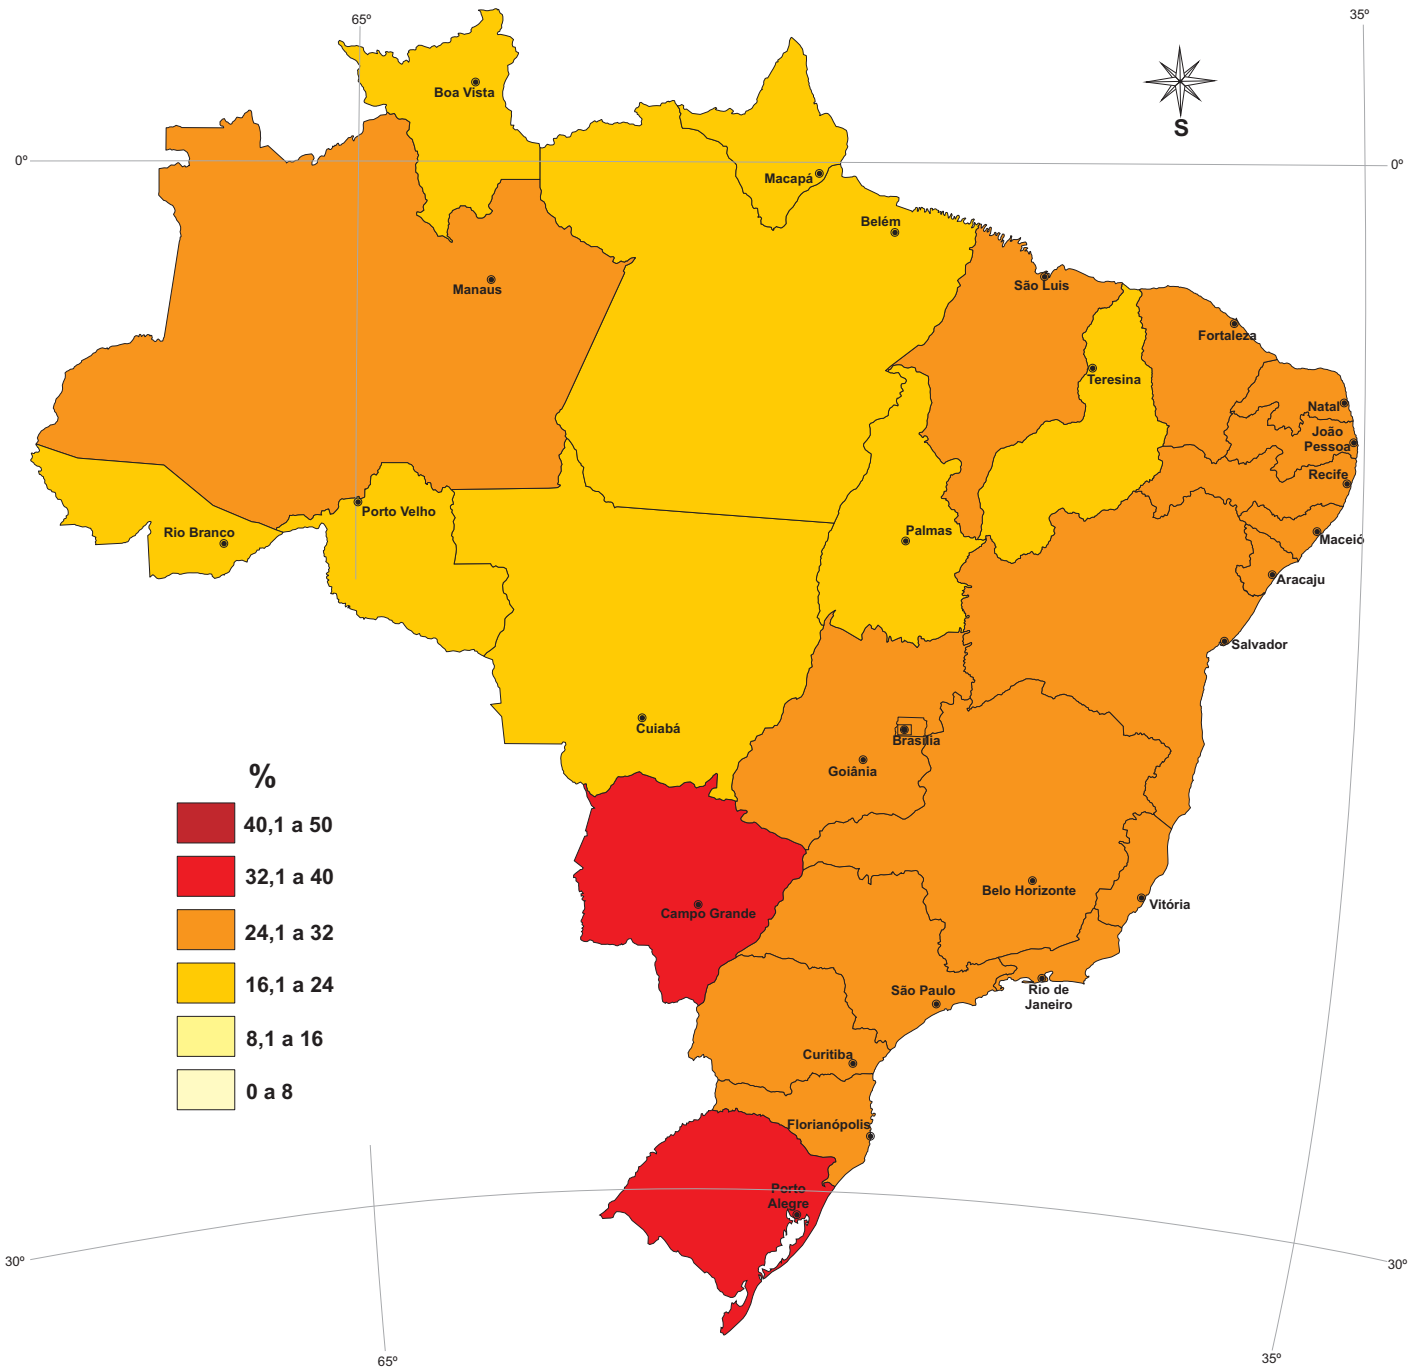 65º
35º
Boa Vista
S
0º
0º
Macapá
Belém
São Luis
Manaus
Fortaleza
Teresina
Natal
João
Pessoa
Recife
Porto Velho
Rio Branco
Palmas
Maceió
Aracaju
Salvador
Cuiabá
Brasília
Goiânia
%
40,1 a 50
32,1 a 40
24,1 a 32
16,1 a 24
8,1 a 16
0 a 8
Belo Horizonte
Vitória
Campo Grande
São Paulo
Rio de
Janeiro
Curitiba
Florianópolis
Porto
Alegre
30º
30º
65º
35º